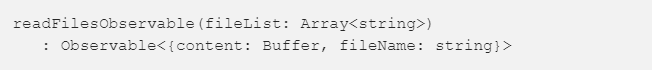 readFilesObservable(fileList: Array<string>)
   : Observable<{content: Buffer, fileName: string}>